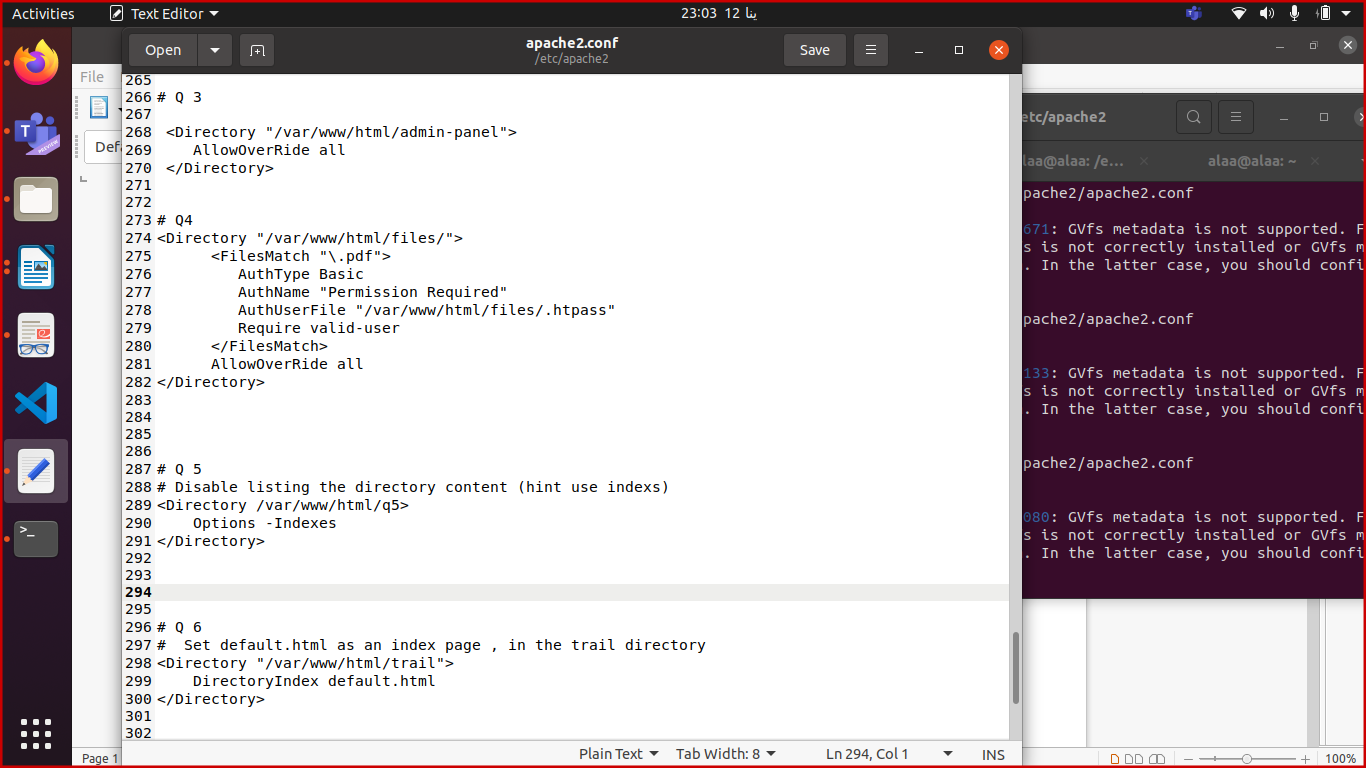 Activities
Text Editor
23:03 12 ينا
Open
apache2.conf
/etc/apache2
Save
File
265
266 # Q 3
267
268 <Directory "/var/www/html/admin-panel">
269 AllowOverRide all
270 </Directory>
271
272
273 # Q4
274 <Directory "/var/www/html/files/">
275 <FilesMatch "\.pdf">
276 AuthType Basic
277 AuthName "Permission Required"
278 AuthUserFile "/var/www/html/files/.htpass"
279 Require valid-user
280 </FilesMatch>
281 AllowOverRide all
282 </Directory>
283
284
285
286
287 # Q 5
288 # Disable listing the directory content (hint use indexs)
289 <Directory /var/www/html/q5>
290 Options -Indexes
291 </Directory>
292
293
294
295
296 # Q 6
297 # Set default.html as an index page , in the trail directory
298 <Directory "/var/www/html/trail">
299 DirectoryIndex default.html
300 </Directory>
301
302
Plain Text
Tab Width: 8
Ln 294, Col 1
INS
etc/apache2
laa@alaa: /e...
alaa@alaa: ~
pache2/apache2.conf
671: GVfs metadata is not supported. F
s is not correctly installed or GVfs m
. In the latter case, you should confi
pache2/apache2.conf
133: GVfs metadata is not supported. F
s is not correctly installed or GVfs m
. In the latter case, you should confi
pache2/apache2.conf
080: GVfs metadata is not supported. F
s is not correctly installed or GVfs m
. In the latter case, you should confi
Page 1
100%